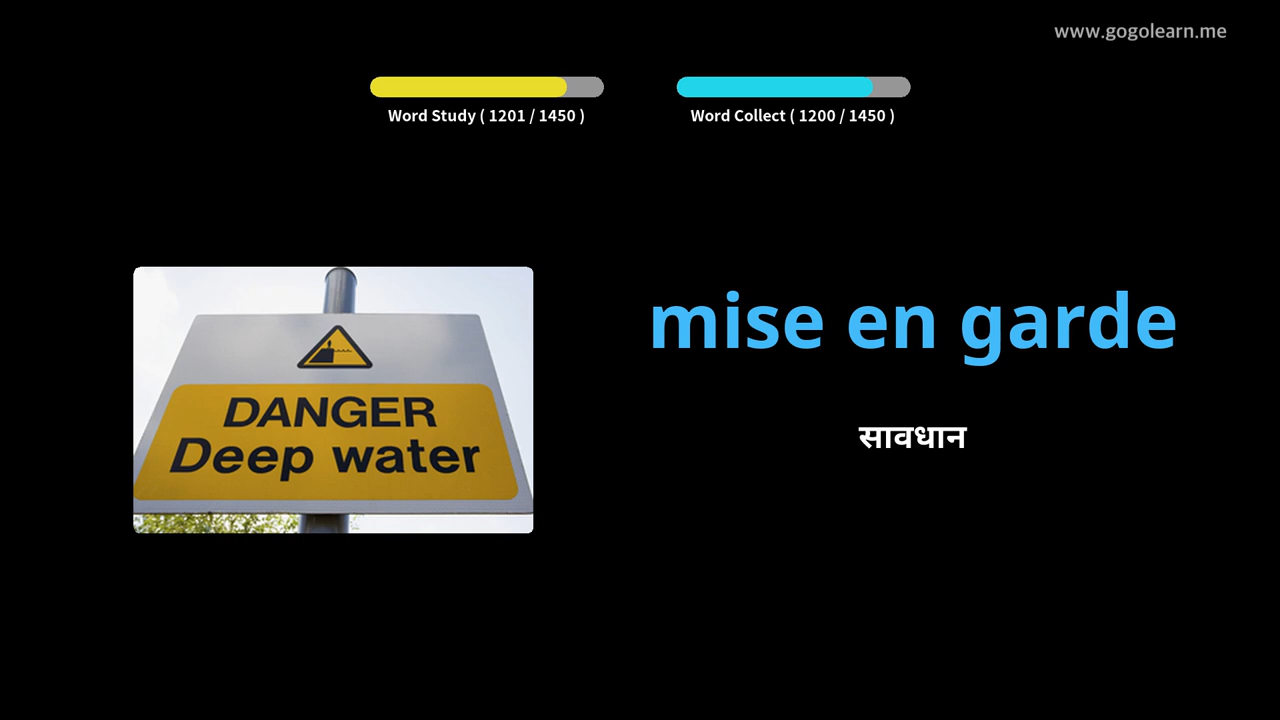 www.gogolearn.me
Word Study ( 1201 / 1450 )
Word Collect ( 1200 / 1450 )
DANGER
Deep water
mise en garde
सावधान